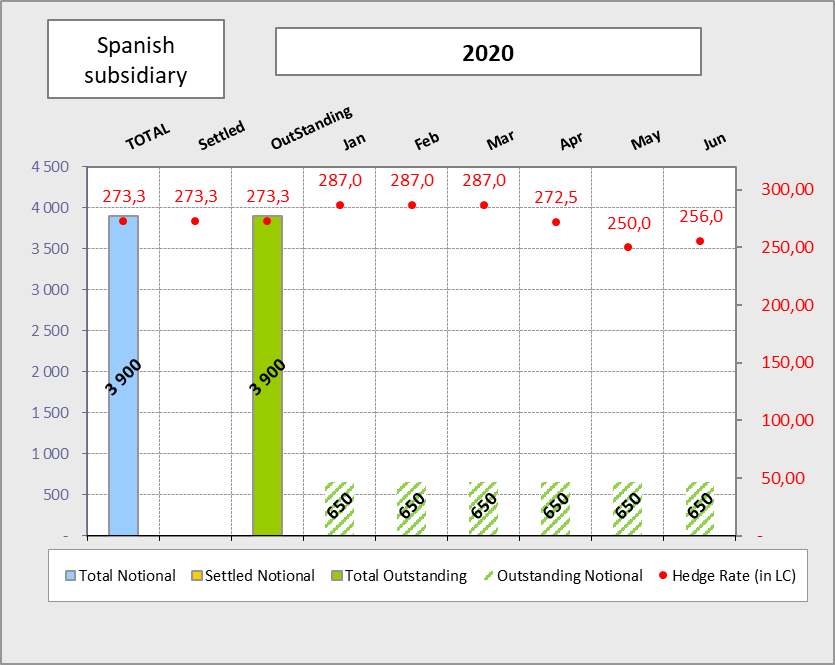 Spanish
subsidiary
2020
TOTAL Settled OutStanding Jan Feb Mar Apr May Jun
4 500
4 000
3 500
3 000
2 500
2 000
1 500
1 000
500
-
273,3 273,3 273,3 287,0 287,0 287,0 272,5 250,0 256,0
3 900 3 900
650 650 650 650 650 650
300,00
250,00
200,00
150,00
100,00
50,00
-
Total Notional Settled Notional Total Outstanding Outstanding Notional Hedge Rate (in LC)